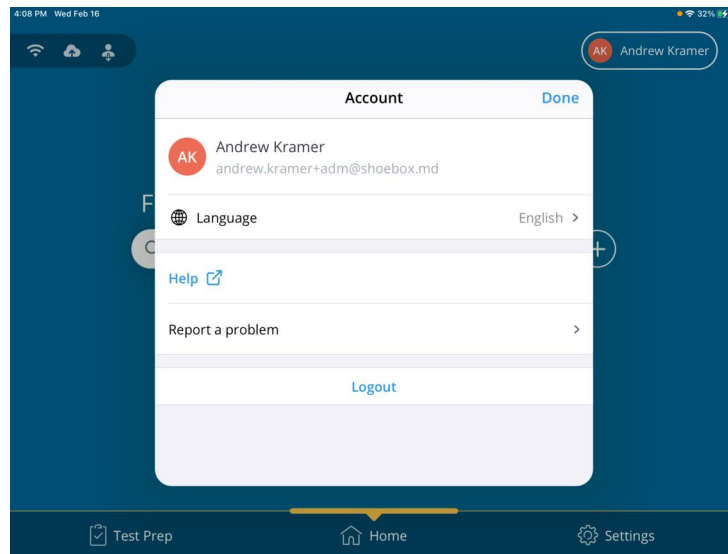 4:08 PM Wed Feb 16
32%
AK Andrew Kramer
Account
Done
AK
Andrew Kramer
andrew.kramer+adm@shoebox.md
F
Language
English
Help
Report a problem
Logout
Test Prep
Home
Settings